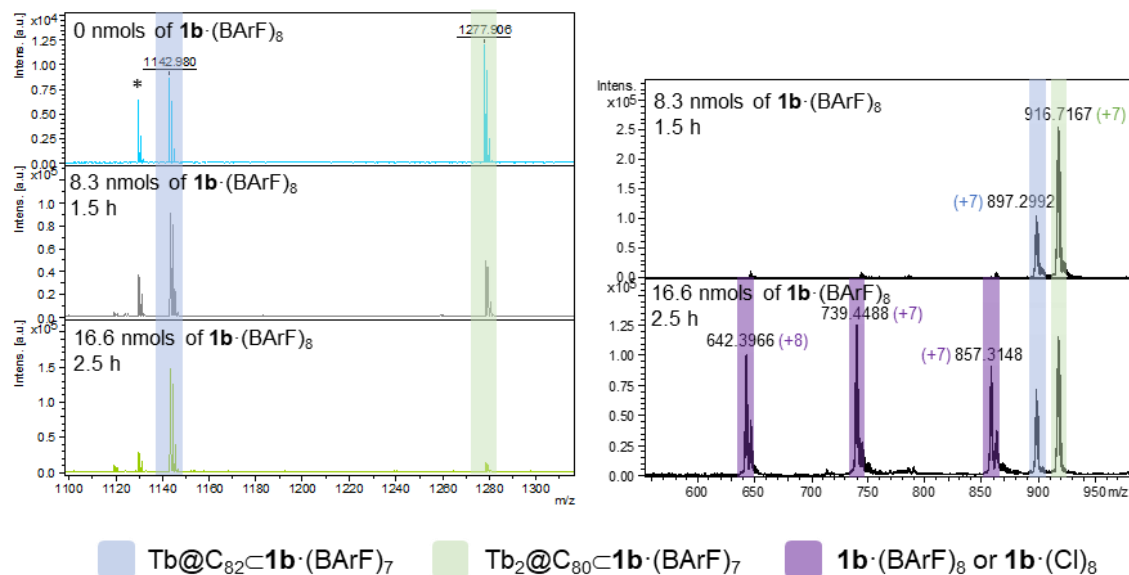 Intens. [a.u.]
x10⁴
0 nmols of 1b·(BArF)₈
1.25
1.00
0.75
0.50
0.25
0.00
*
1142.980
1277.906
Intens. [a.u.]
x10⁵
8.3 nmols of 1b·(BArF)₈
1.5 h
0.8
0.6
0.4
0.2
0.0
Intens. [a.u.]
x10⁵
16.6 nmols of 1b·(BArF)₈
2.5 h
1.5
1.0
0.5
0.0
1100 1120 1140 1160 1180 1200 1220 1240 1260 1280 1300
m/z
Intens.
x10⁵
8.3 nmols of 1b·(BArF)₈
1.5 h
2.5
2.0
1.5
1.0
0.5
0.0
916.7167 (+7)
(+7) 897.2992
x10⁵
16.6 nmols of 1b·(BArF)₈
2.5 h
1.25
1.00
0.75
0.50
0.25
0.00
739.4488 (+7)
642.3966 (+8)
(+7) 857.3148
600 650 700 750 800 850 900 950 m/z
Tb@C₈₂⊂1b·(BArF)₇
Tb₂@C₈₀⊂1b·(BArF)₇
1b·(BArF)₈ or 1b·(Cl)₈